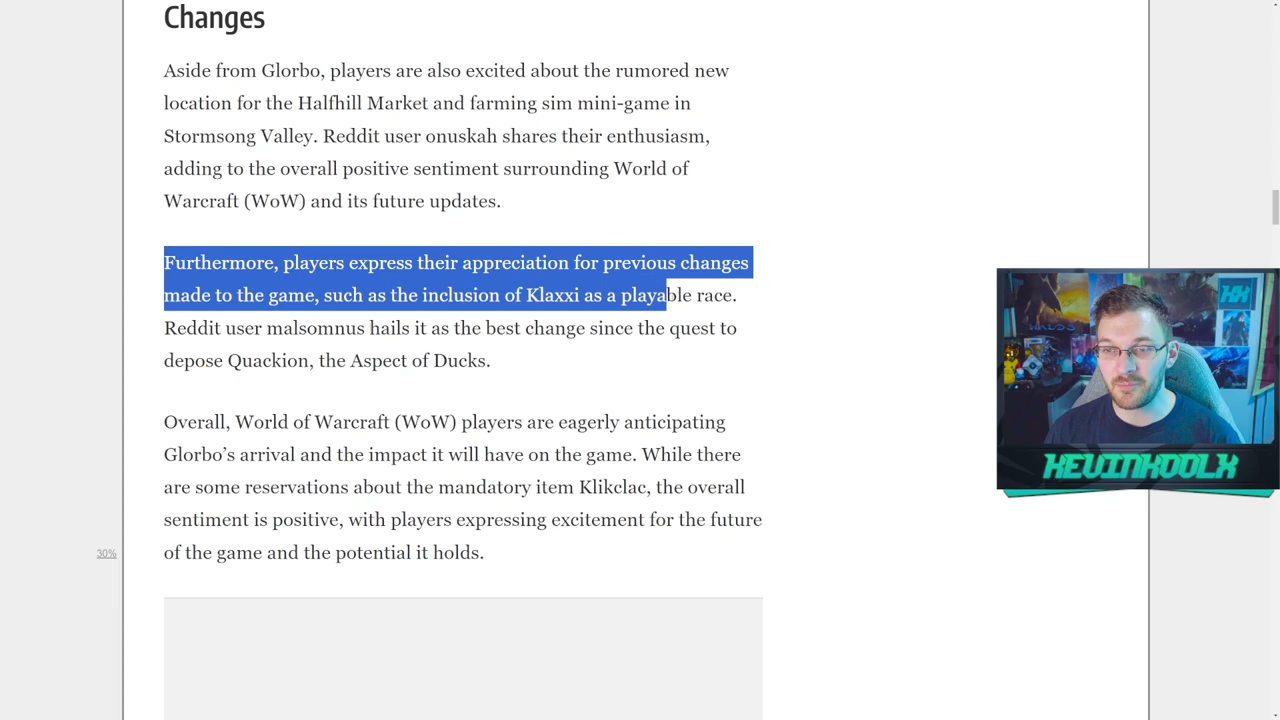 Changes
Aside from Glorbo, players are also excited about the rumored new
location for the Halfhill Market and farming sim mini-game in
Stormsong Valley. Reddit user onuskah shares their enthusiasm,
adding to the overall positive sentiment surrounding World of
Warcraft (WoW) and its future updates.
Furthermore, players express their appreciation for previous changes
made to the game, such as the inclusion of Klaxxi as a playable race.
Reddit user malsomnus hails it as the best change since the quest to
depose Quackion, the Aspect of Ducks.
Overall, World of Warcraft (WoW) players are eagerly anticipating
Glorbo’s arrival and the impact it will have on the game. While there
are some reservations about the mandatory item Klikclac, the overall
sentiment is positive, with players expressing excitement for the future
of the game and the potential it holds.
30%
KEVINKOOLX